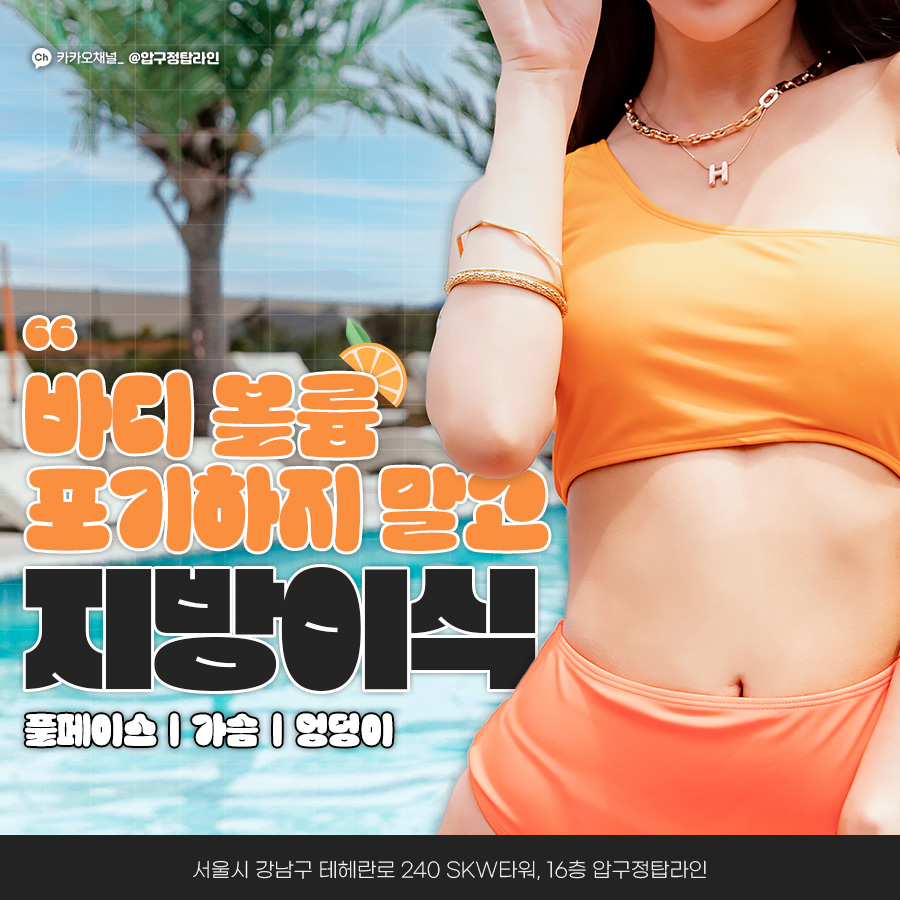 Ch 카카오채널_ @압구정탑라인
H
“
바디 볼륨
포기하지 말고
지방이식
풀페이스 | 가슴 | 엉덩이
서울시 강남구 테헤란로 240 SKW타워, 16층 압구정탑라인